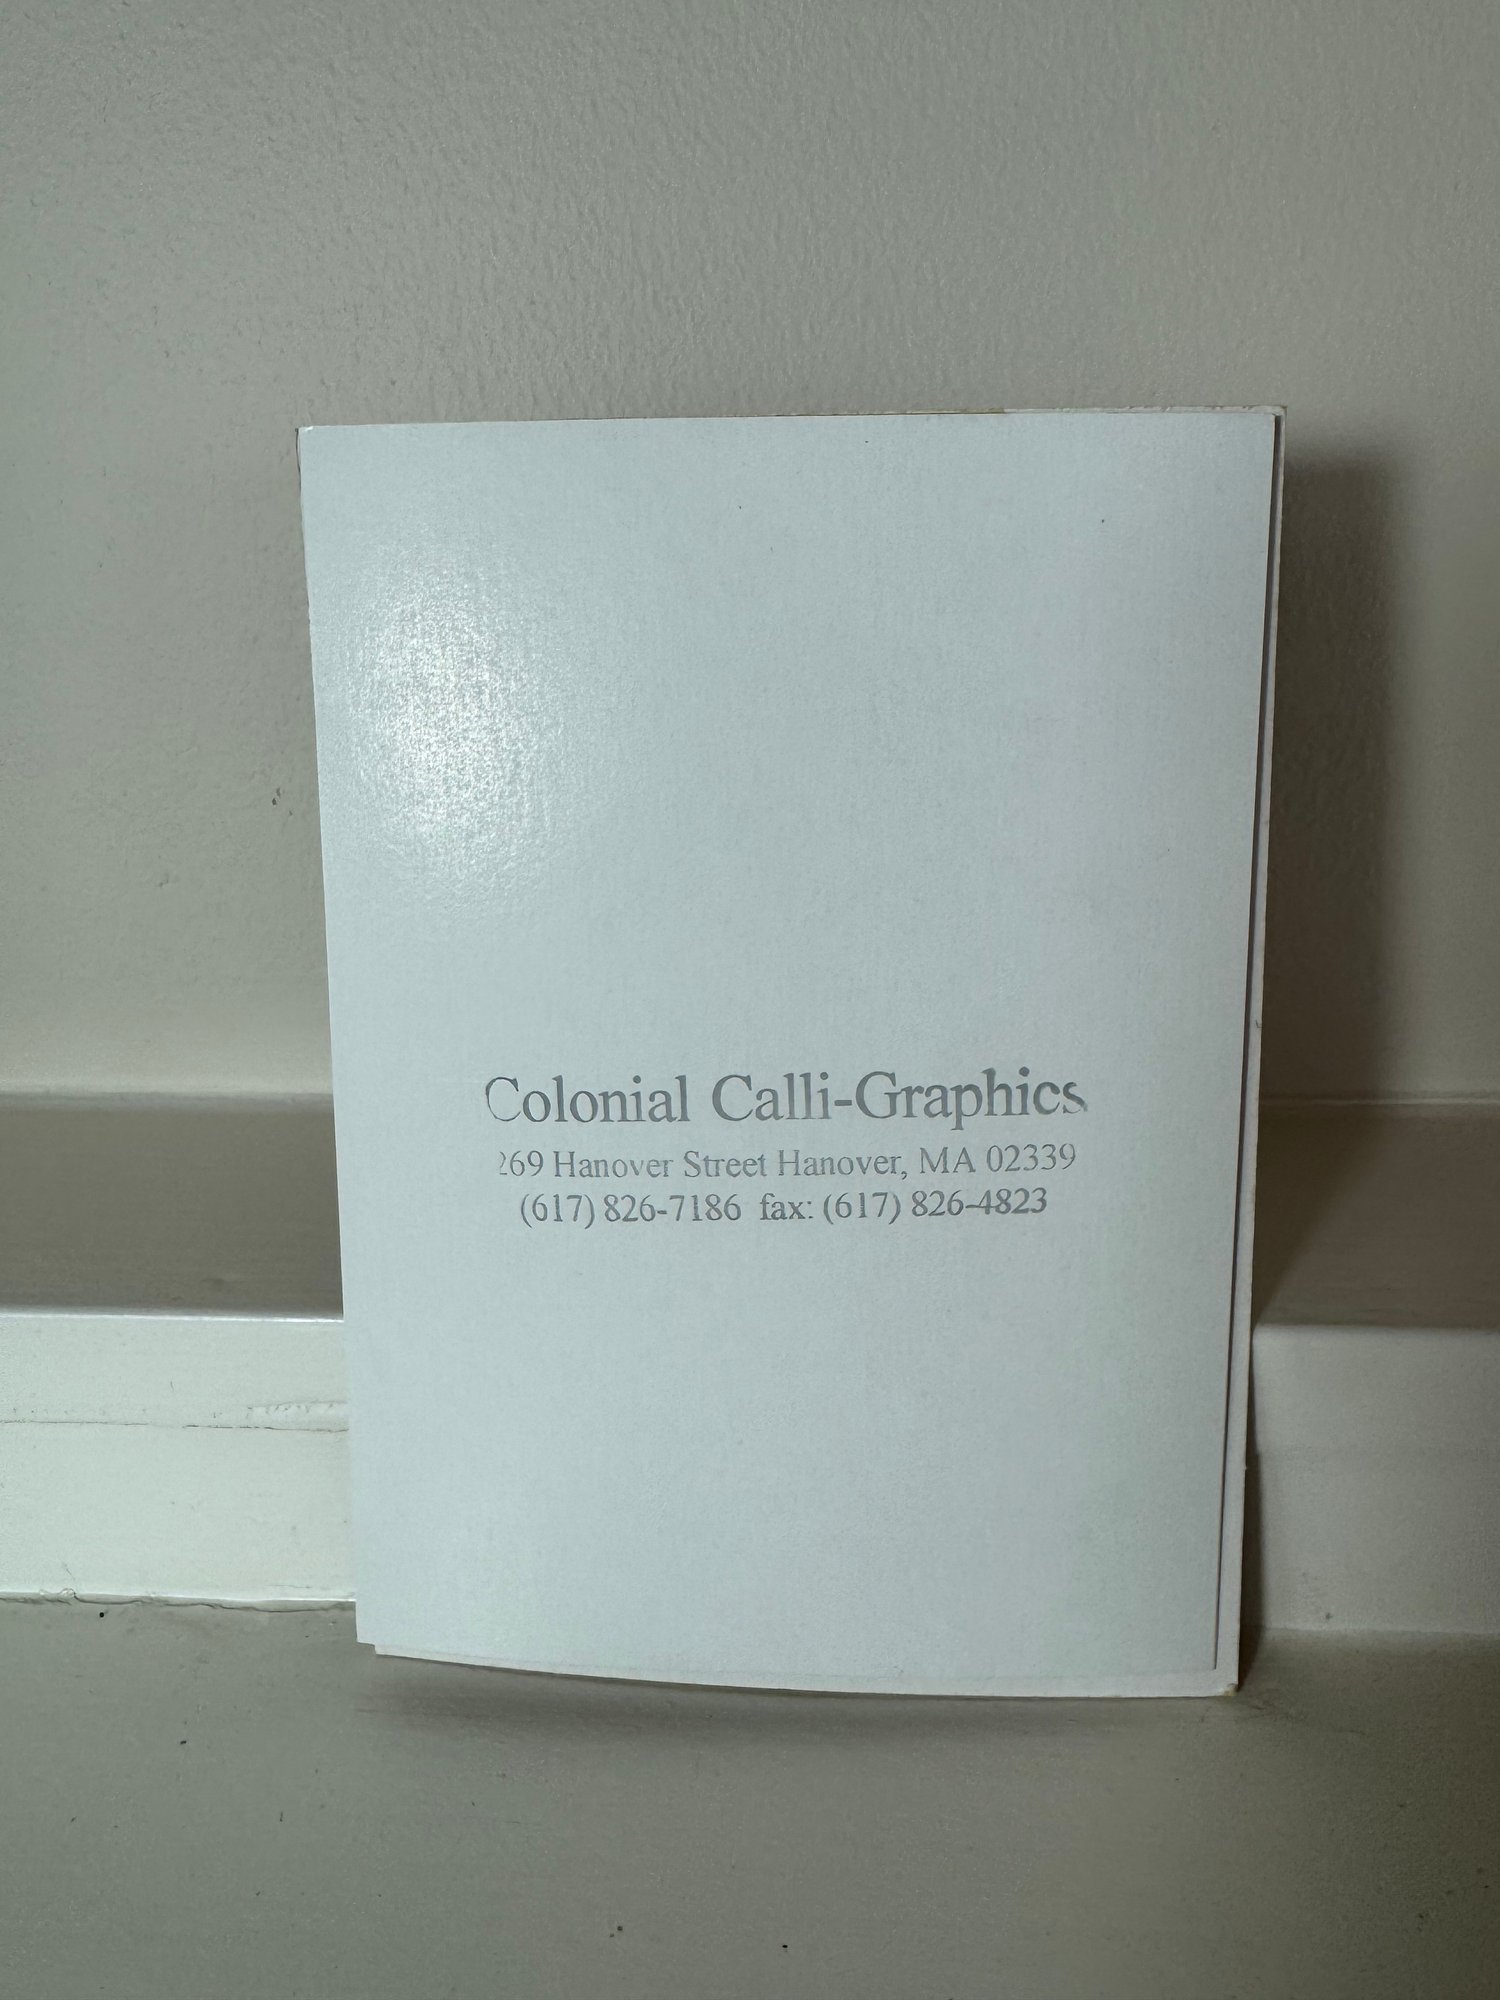 Colonial Calli-Graphics
269 Hanover Street Hanover, MA 02339
(617) 826-7186 fax: (617) 826-4823